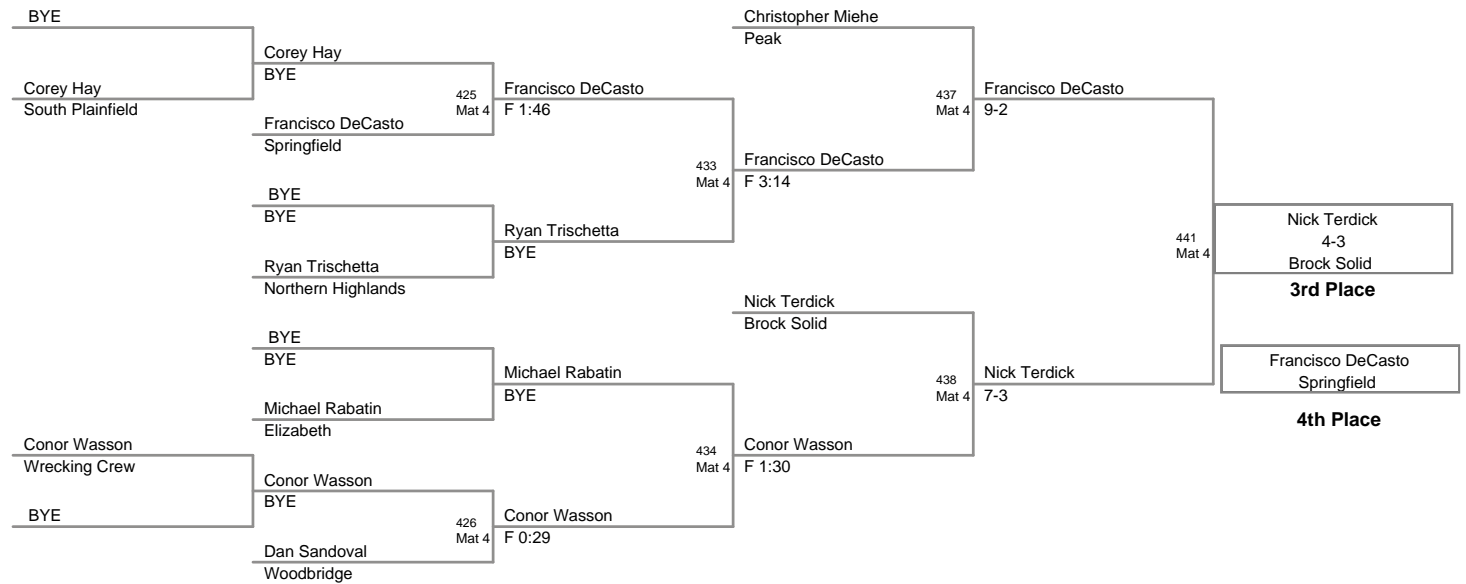 BYE
Corey Hay
South Plainfield
Corey Hay
BYE
Francisco DeCasto
Springfield
425
Mat 4
Francisco DeCasto
F 1:46
BYE
BYE
Ryan Trischetta
Northern Highlands
Ryan Trischetta
BYE
433
Mat 4
Francisco DeCasto
F 3:14
Christopher Miehe
Peak
437
Mat 4
Francisco DeCasto
9-2
BYE
BYE
Michael Rabatin
Elizabeth
Michael Rabatin
BYE
Conor Wasson
Wrecking Crew
BYE
Conor Wasson
BYE
Dan Sandoval
Woodbridge
426
Mat 4
Conor Wasson
F 0:29
434
Mat 4
Conor Wasson
F 1:30
Nick Terdick
Brock Solid
438
Mat 4
Nick Terdick
7-3
441
Mat 4
Nick Terdick
4-3
Brock Solid
3rd Place
Francisco DeCasto
Springfield
4th Place